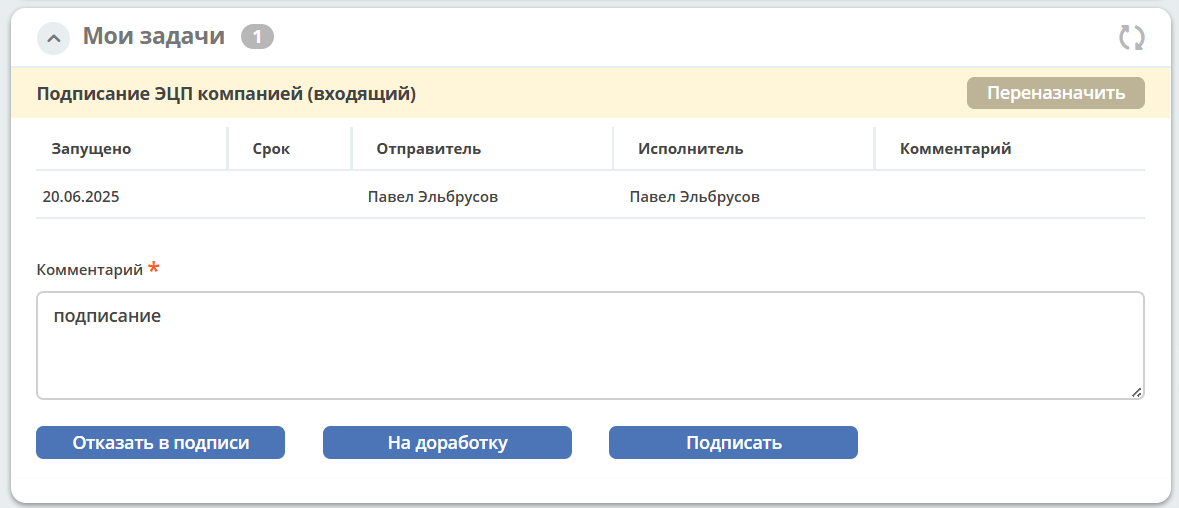 Мои задачи 1
Подписание ЭЦП компанией (входящий) Переназначить
Запущено Срок Отправитель Исполнитель Комментарий
20.06.2025 Павел Эльбрусов Павел Эльбрусов
Комментарий *
подписание
Отказать в подписи На доработку Подписать